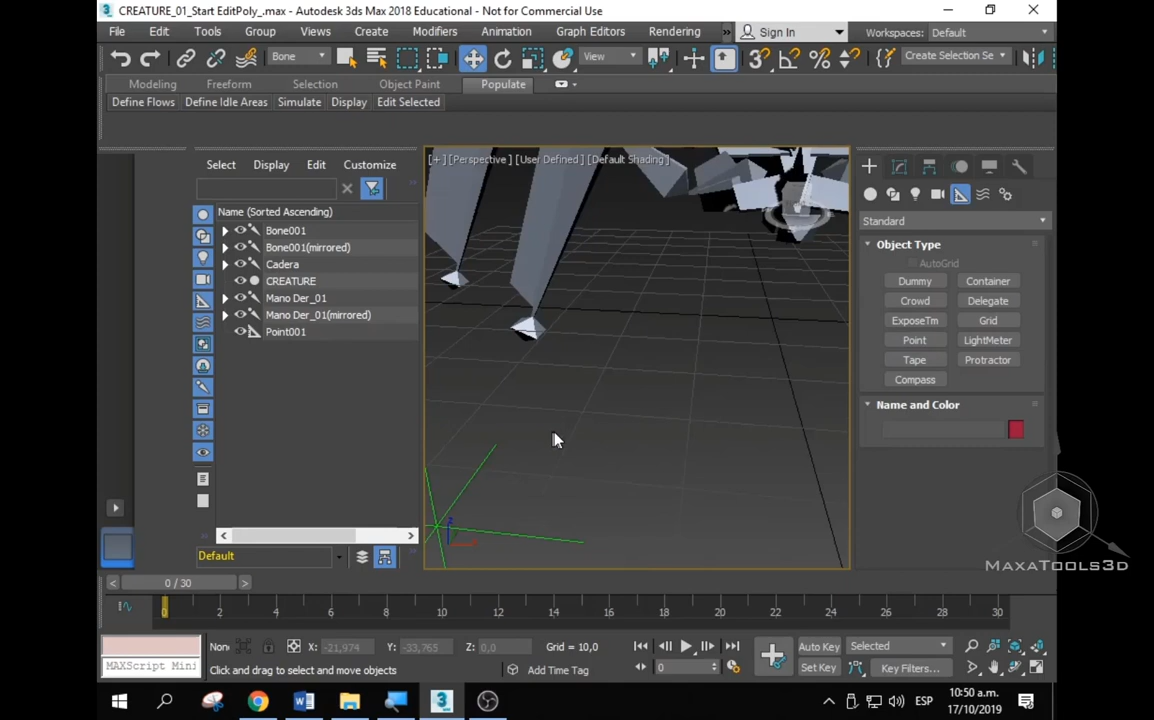 CREATURE_01_Start EditPoly_.max - Autodesk 3ds Max 2018 Educational - Not for Commercial Use
File Edit Tools Group Views Create Modifiers Animation Graph Editors Rendering Sign In Workspaces: Default
Bone View Create Selection Se
Modeling Freeform Selection Object Paint Populate
Define Flows Define Idle Areas Simulate Display Edit Selected
Select Display Edit Customize
[+] [Perspective] [User Defined] [Default Shading]
Name (Sorted Ascending)
Bone001
Bone001(mirrored)
Cadera
CREATURE
Mano Der_01
Mano Der_01(mirrored)
Point001
Default
Standard
Object Type
AutoGrid
Dummy Container
Crowd Delegate
ExposeTm Grid
Point LightMeter
Tape Protractor
Compass
Name and Color
MAXATOOLS3D
0 / 30
0 2 4 6 8 10 12 14 16 18 20 22 24 26 28 30
Non X: -21,974 Y: -33,765 Z: 0,0 Grid = 10,0 Auto Key Selected
MAXScript Mini Click and drag to select and move objects Add Time Tag 0 Set Key Key Filters...
ESP 10:50 a.m.
17/10/2019